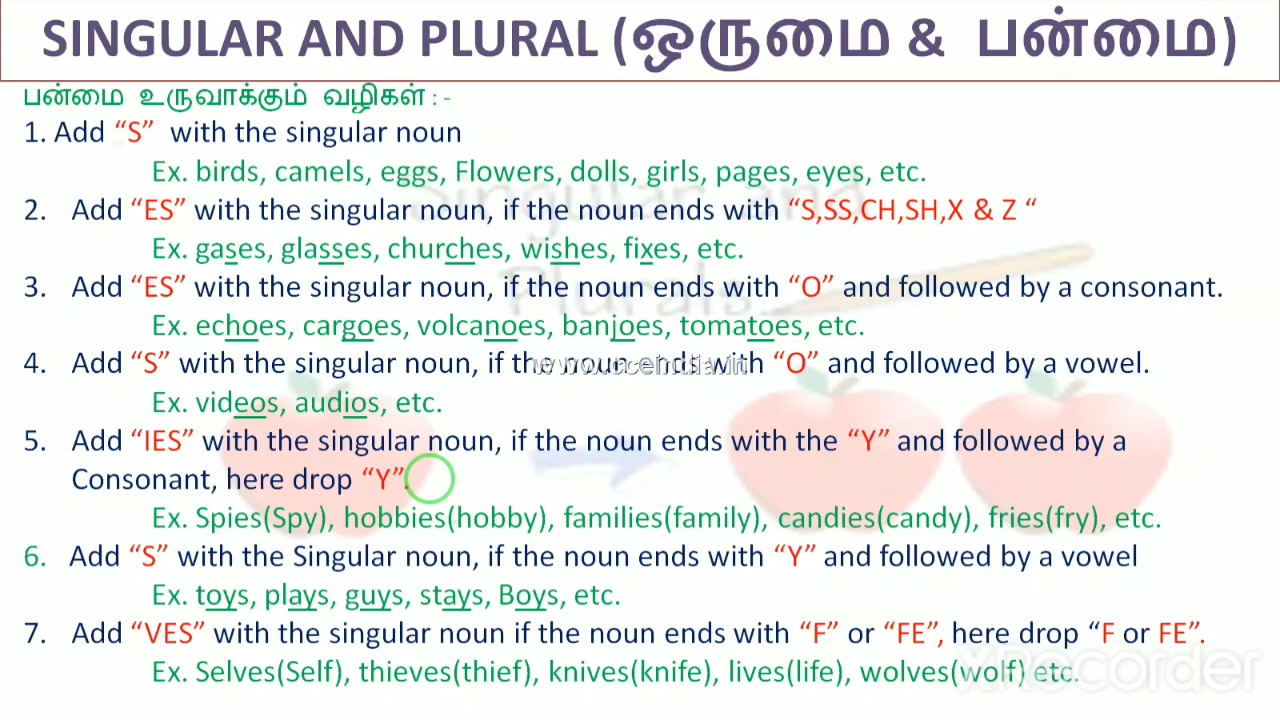 SINGULAR AND PLURAL (ஒருமை & பன்மை)
பன்மை உருவாக்கும் வழிகள் : -
1. Add “S” with the singular noun
Ex. birds, camels, eggs, Flowers, dolls, girls, pages, eyes, etc.
2. Add “ES” with the singular noun, if the noun ends with “S,SS,CH,SH,X & Z “
Ex. gases, glasses, churches, wishes, fixes, etc.
3. Add “ES” with the singular noun, if the noun ends with “O” and followed by a consonant.
Ex. echoes, cargoes, volcanoes, banjoes, tomatoes, etc.
4. Add “S” with the singular noun, if the noun ends with “O” and followed by a vowel.
Ex. videos, audios, etc.
5. Add “IES” with the singular noun, if the noun ends with the “Y” and followed by a
Consonant, here drop “Y”.
Ex. Spies(Spy), hobbies(hobby), families(family), candies(candy), fries(fry), etc.
6. Add “S” with the Singular noun, if the noun ends with “Y” and followed by a vowel
Ex. toys, plays, guys, stays, Boys, etc.
7. Add “VES” with the singular noun if the noun ends with “F” or “FE”, here drop “F or FE”.
Ex. Selves(Self), thieves(thief), knives(knife), lives(life), wolves(wolf) etc.
Singular and
Plurals.
XRecorder